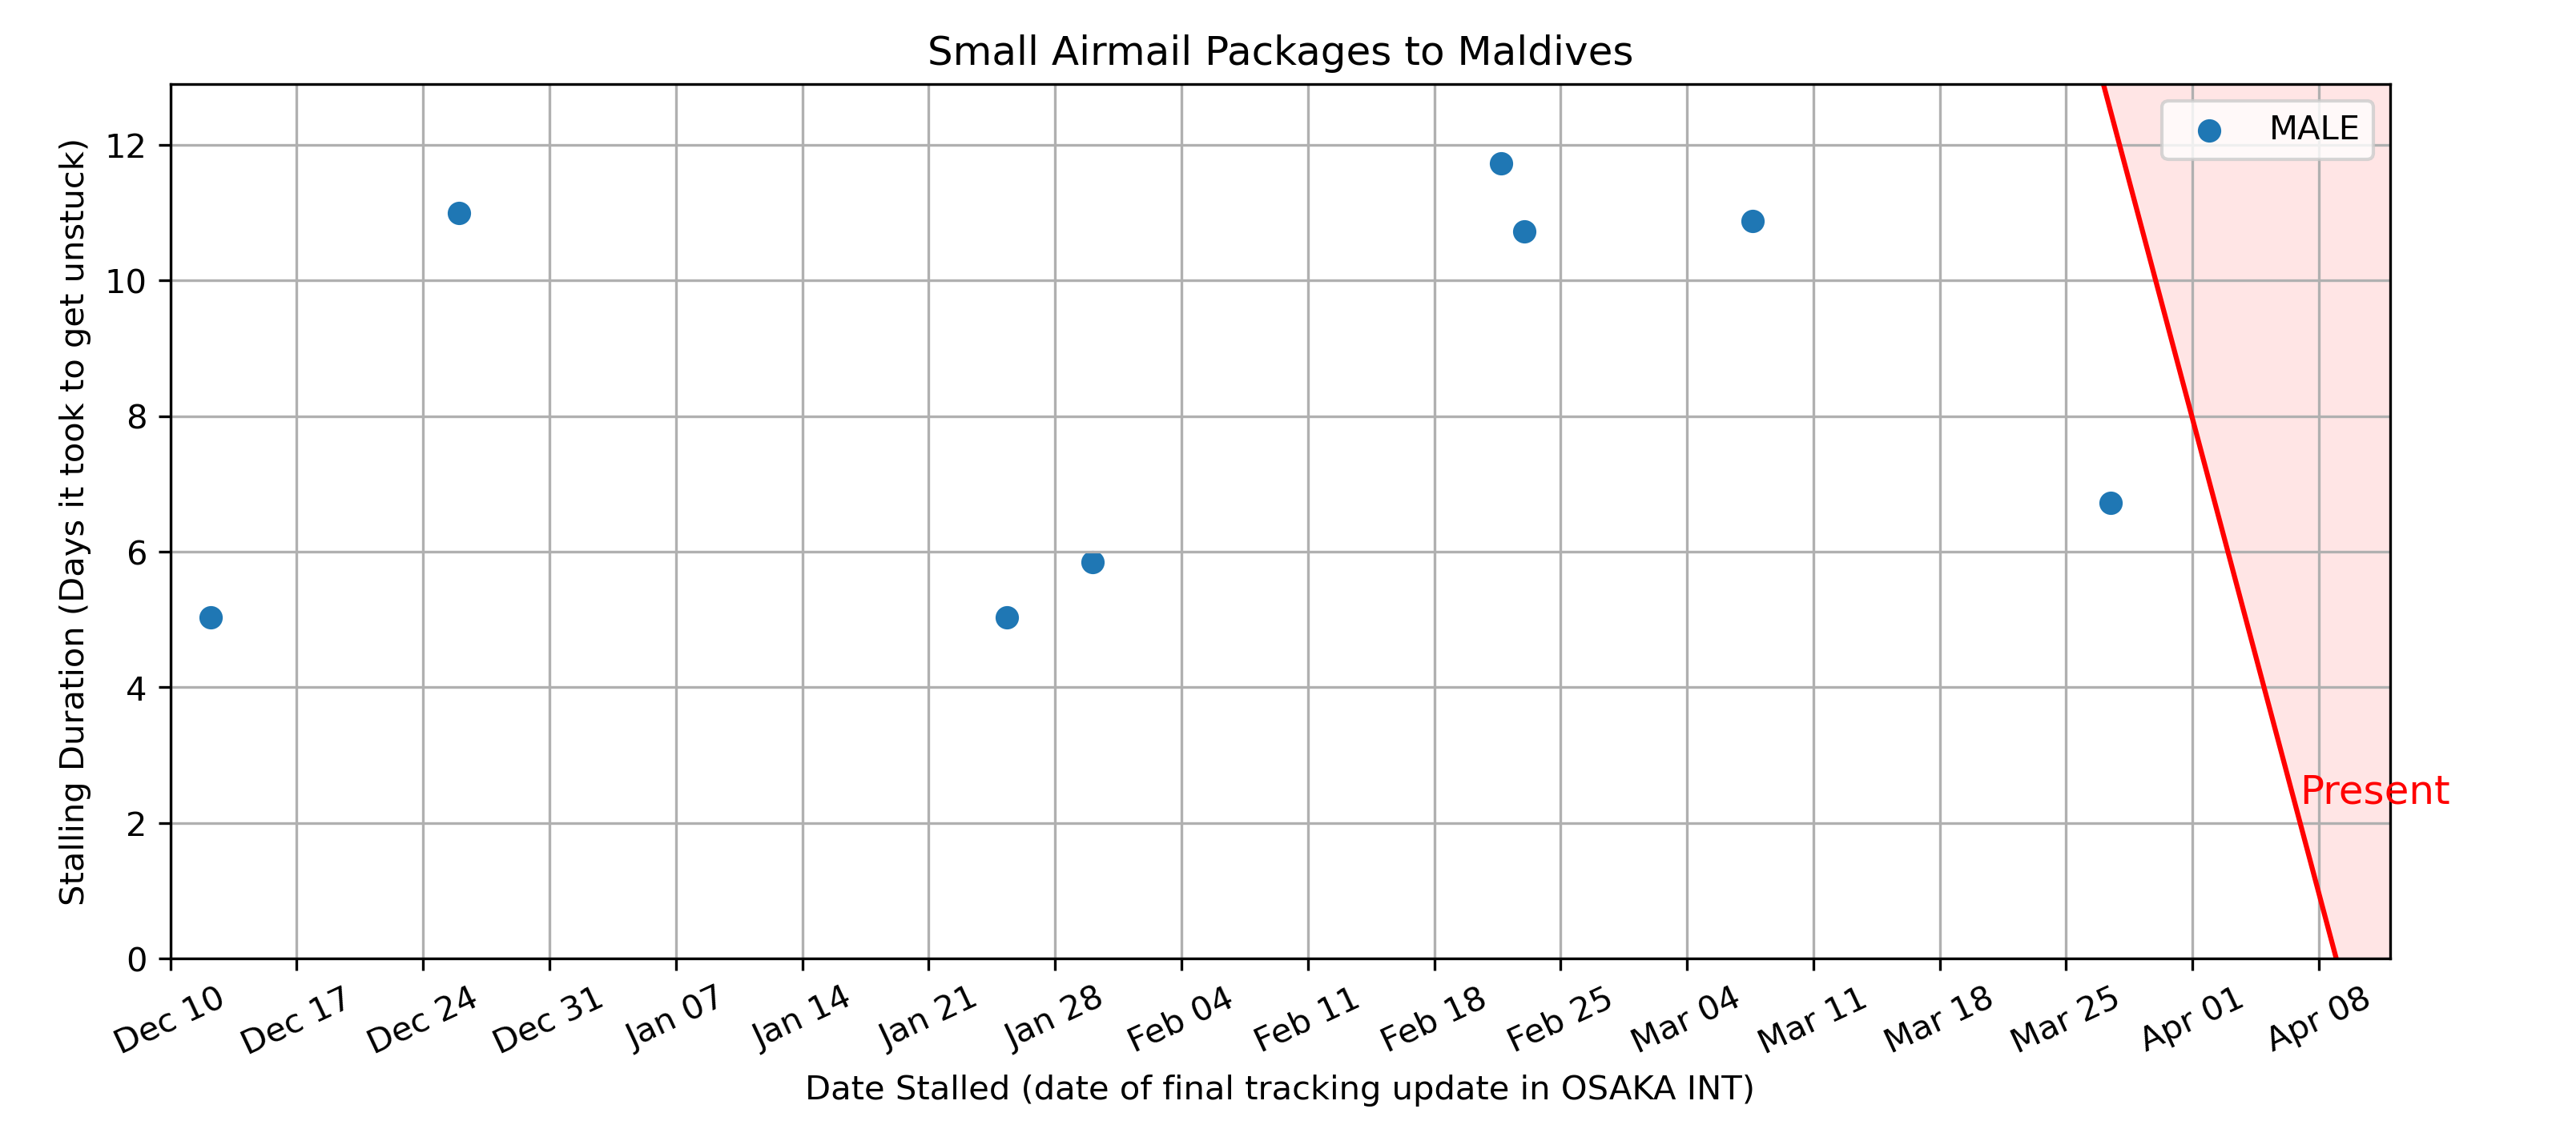 Small Airmail Packages to Maldives
MALE
Stalling Duration (Days it took to get unstuck)
12
10
8
6
4
2
0
Present
Dec 10
Dec 17
Dec 24
Dec 31
Jan 07
Jan 14
Jan 21
Jan 28
Feb 04
Feb 11
Feb 18
Feb 25
Mar 04
Mar 11
Mar 18
Mar 25
Apr 01
Apr 08
Date Stalled (date of final tracking update in OSAKA INT)